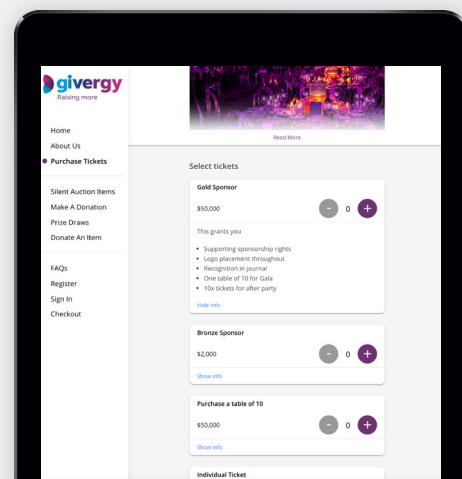 givergy
Raising more
Home
About Us
Purchase Tickets
Silent Auction Items
Make A Donation
Prize Draws
Donate An Item
FAQs
Register
Sign In
Checkout
Read More
Select tickets
Gold Sponsor
$50,000
- 0 +
This grants you
• Supporting sponsorship rights
• Logo placement throughout
• Recognition in journal
• One table of 10 for Gala
• 10x tickets for after party
Hide info
Bronze Sponsor
$2,000
- 0 +
Show info
Purchase a table of 10
$50,000
- 0 +
Show info
Individual Ticket